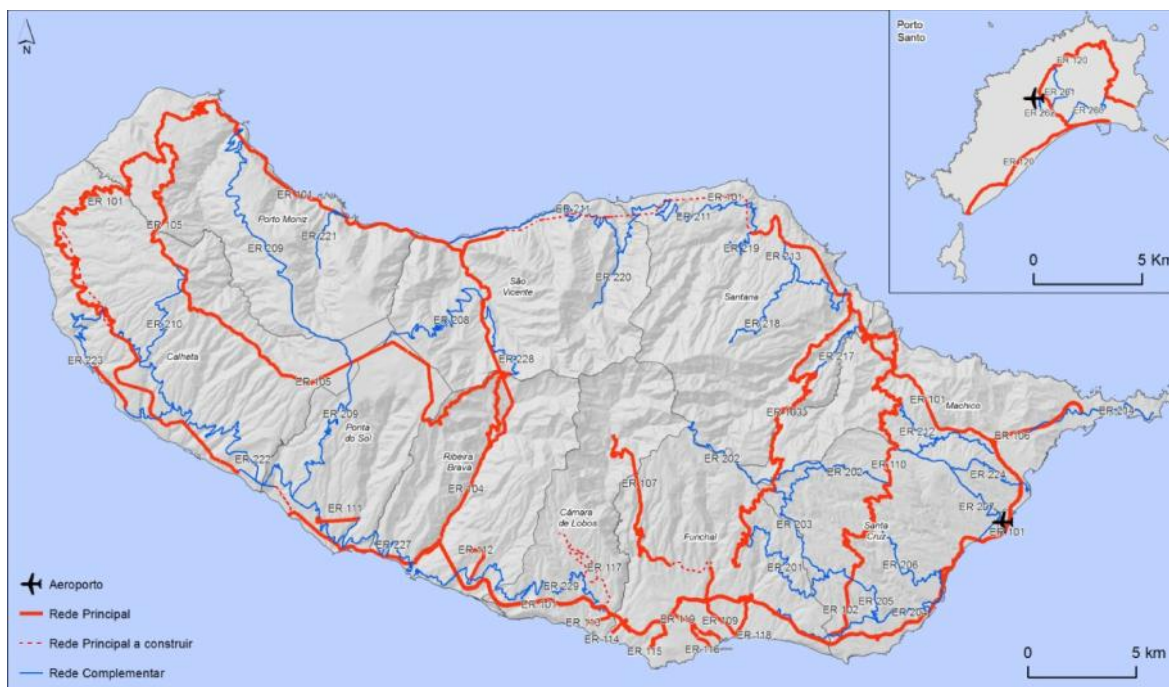 N
Porto
Santo
ER 120
ER 261
ER 260
ER 120
5 Km
0
ER 101
ER 101
ER 105
Porto Moniz
ER 221
ER 209
ER 211
ER 211
ER 101
ER 219
ER 213
ER 220
São
Vicente
Santana
ER 218
ER 208
ER 210
Calheta
ER 228
ER 217
ER 223
ER 105
ER 101
Machico
ER 209
Ponta
do Sol
ER 103
ER 212
ER 106
ER 214
Ribeira
Brava
ER 202
ER 202
ER 110
ER 222
ER 104
ER 107
ER 224
ER 111
Câmara
de Lobos
Funchal
ER 203
Santa
Cruz
ER 101
ER 227
ER 112
ER 117
ER 201
ER 206
ER 229
ER 101
ER 205
ER 102
ER 109
ER 118
ER 114
ER 115
ER 116
Aeroporto
Rede Principal
Rede Principal a construir
Rede Complementar
0
5 km